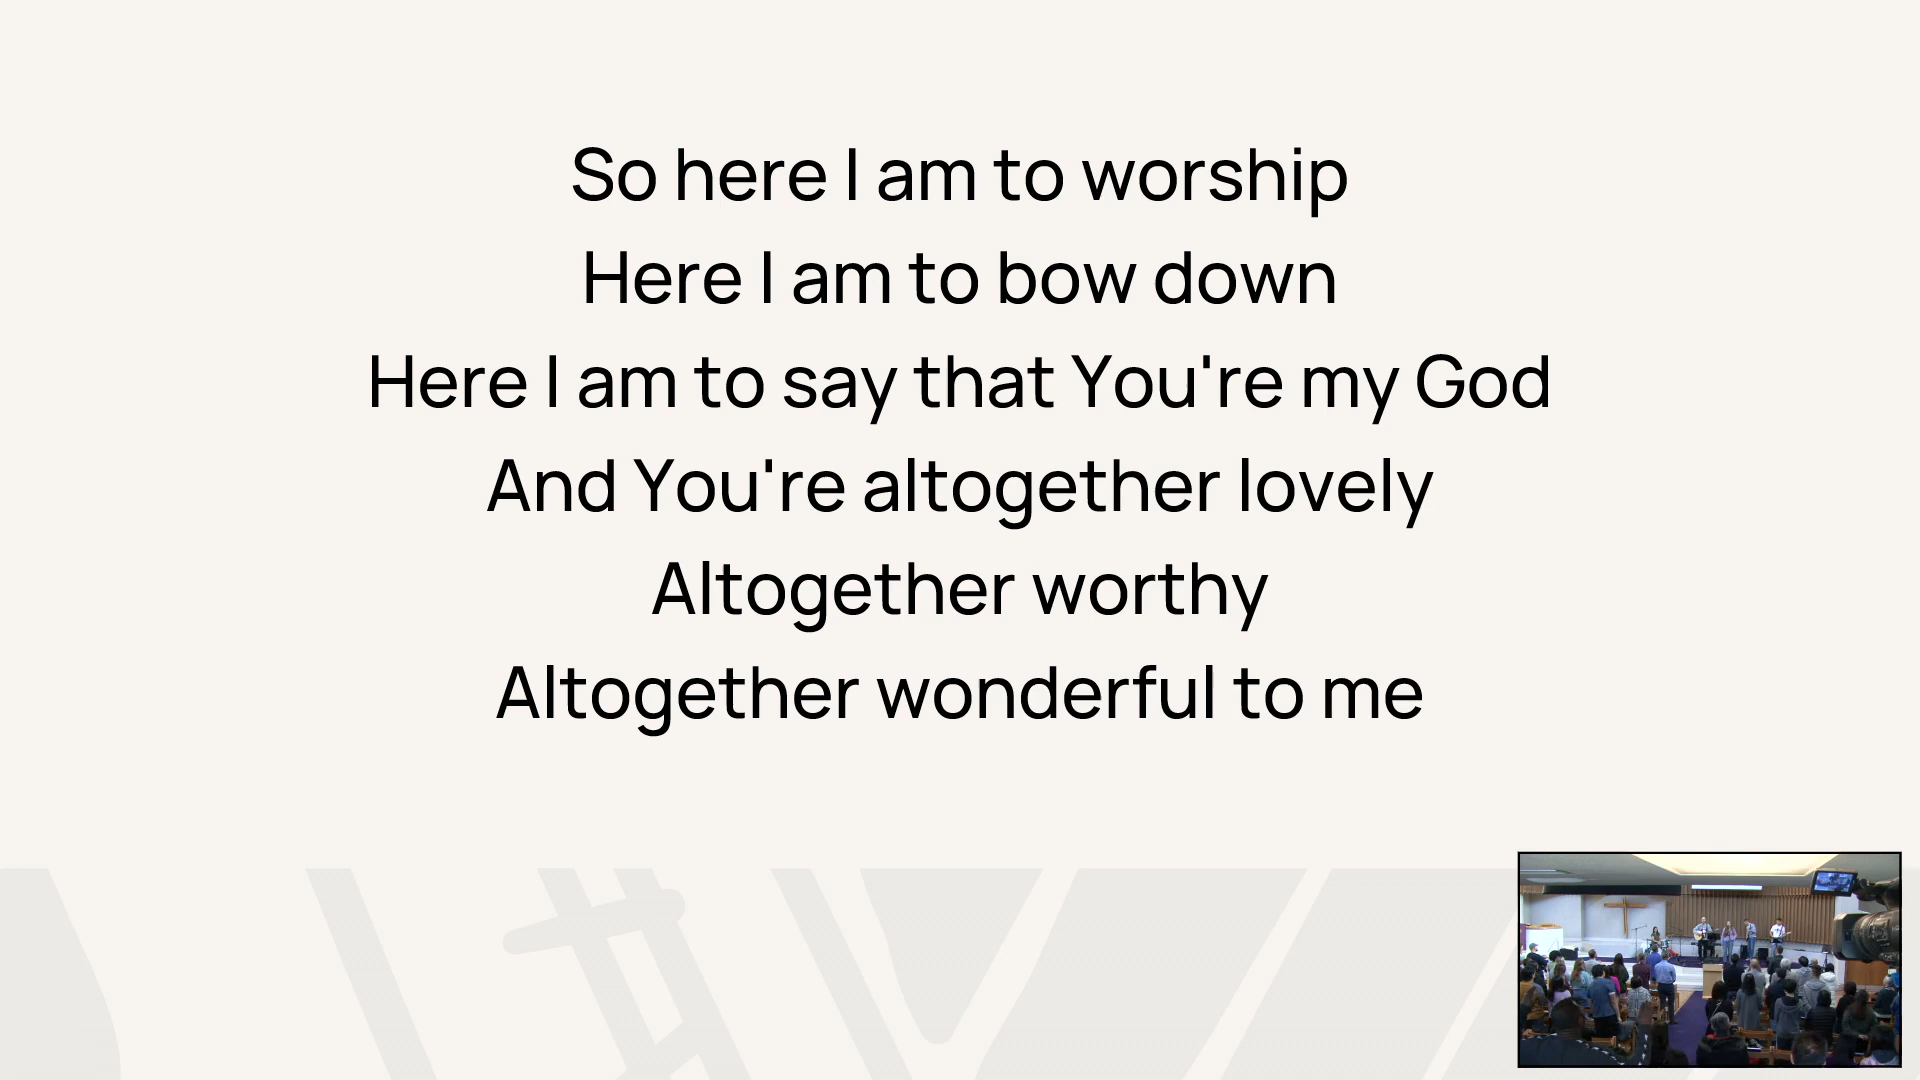 So here I am to worship
Here I am to bow down
Here I am to say that You're my God
And You're altogether lovely
Altogether worthy
Altogether wonderful to me